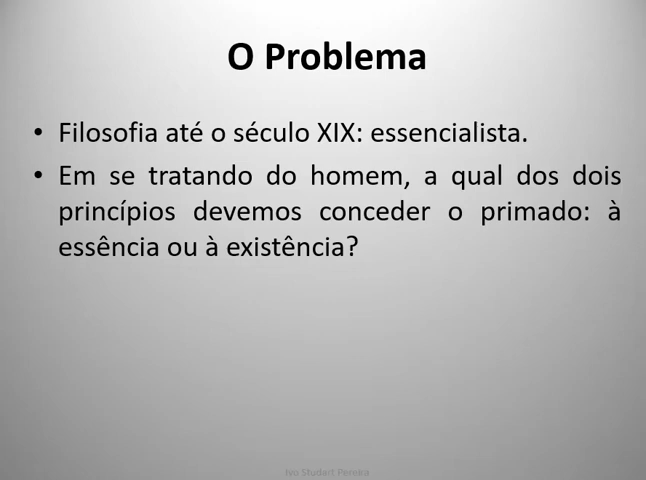 O Problema
• Filosofia até o século XIX: essencialista.
• Em se tratando do homem, a qual dos dois
princípios devemos conceder o primado: à
essência ou à existência?
Ivo Studart Pereira